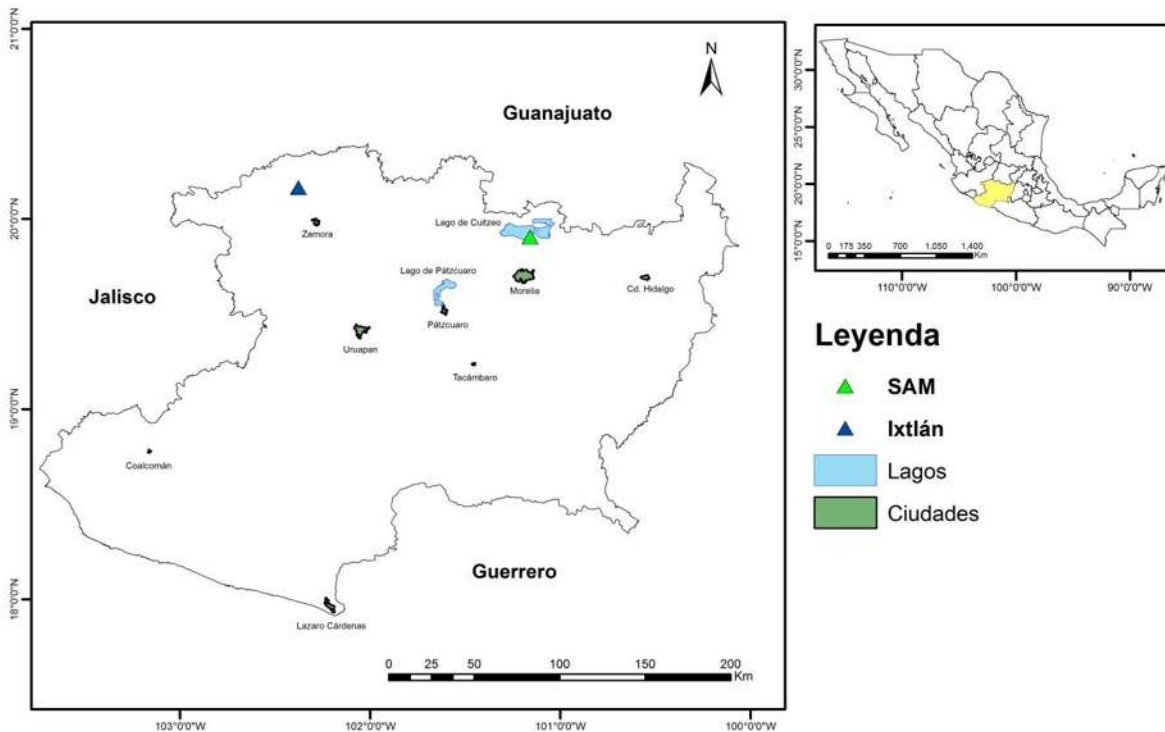 21°0'0"N
20°0'0"N
19°0'0"N
18°0'0"N
N
Guanajuato
Lago de Cuitzeo
Zamora
Lago de Pátzcuaro
Morelia
Cd. Hidalgo
Jalisco
Pátzcuaro
Uruapan
Tacámbaro
Coalcomán
Guerrero
Lazaro Cárdenas
0 25 50 100 150 200
Km
103°0'0"W 102°0'0"W 101°0'0"W 100°0'0"W
30°0'0"N
25°0'0"N
20°0'0"N
15°0'0"N
0 175 350 700 1,050 1,400
Km
110°0'0"W 100°0'0"W 90°0'0"W
Leyenda
SAM
Ixtlán
Lagos
Ciudades